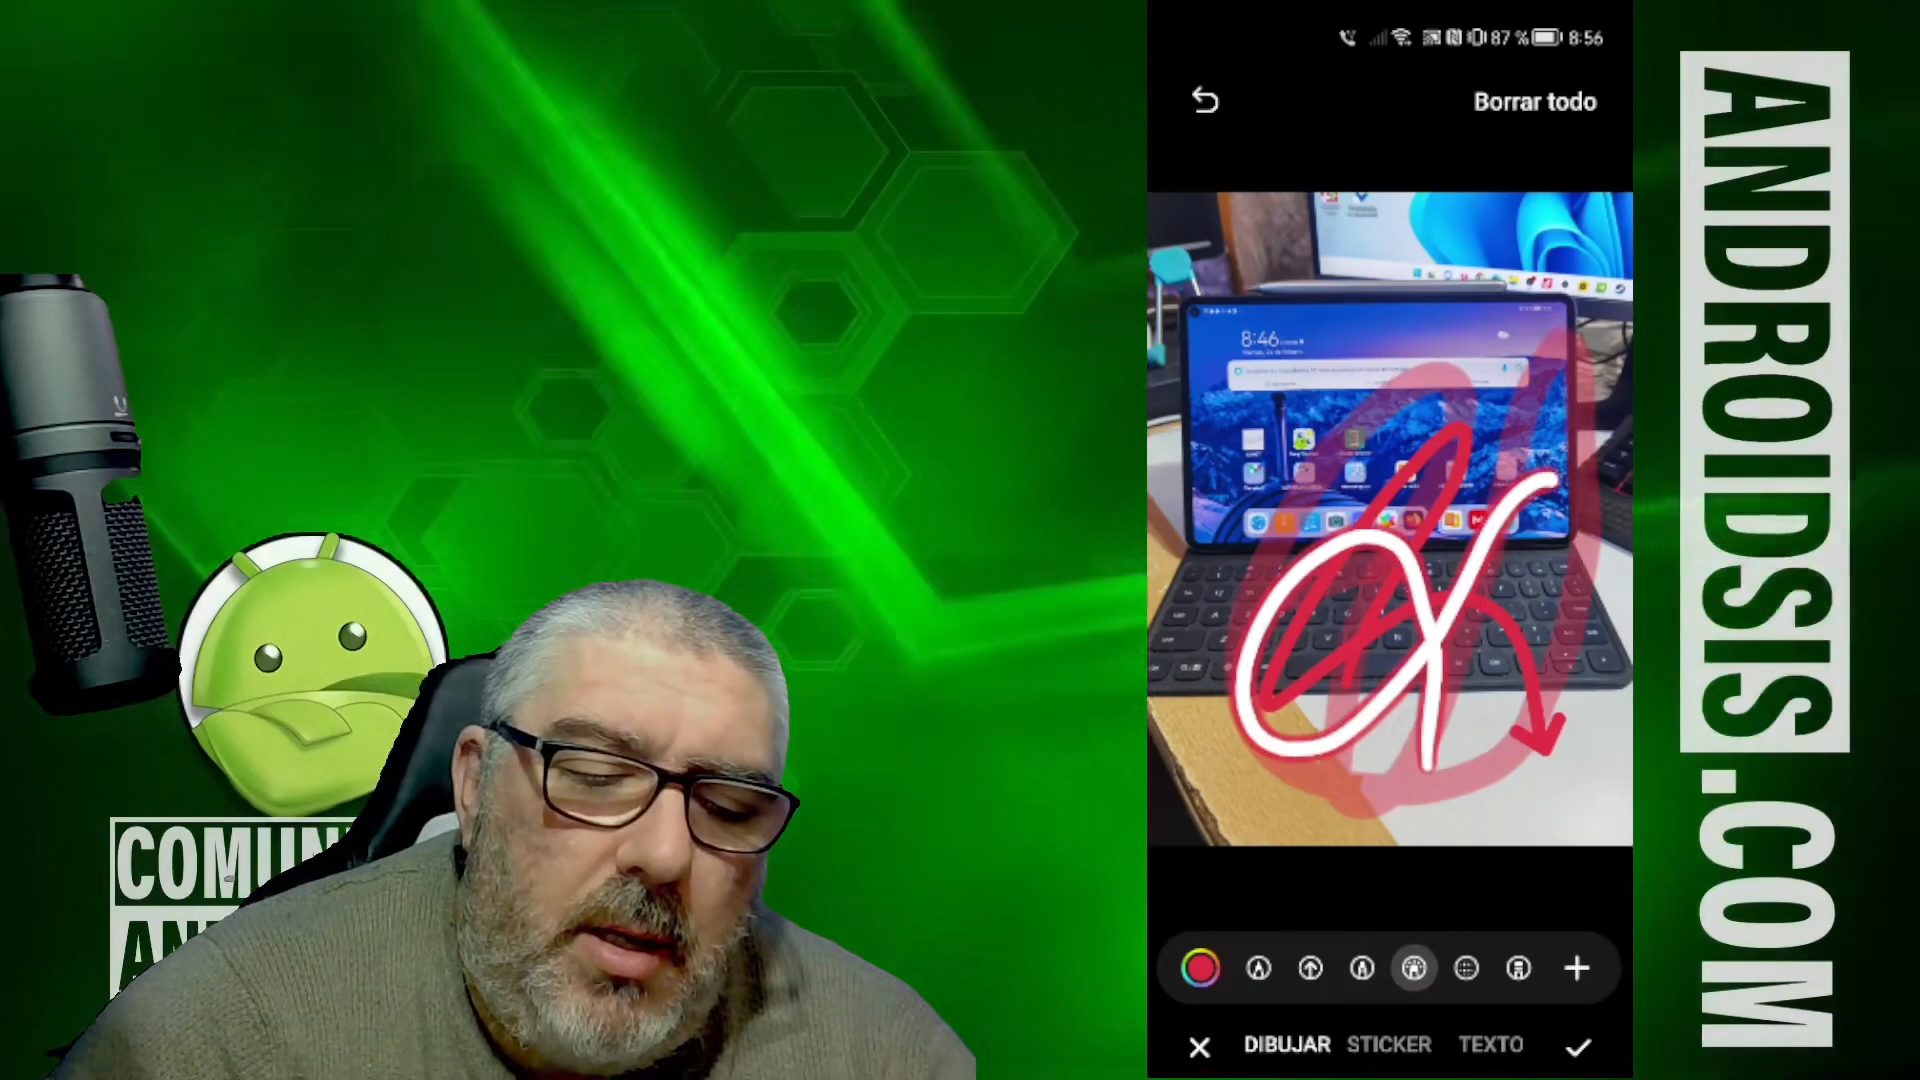 87 % 8:56
Borrar todo
8:46
COMUN
AN
DIBUJAR STICKER TEXTO
ANDROIDSIS.COM